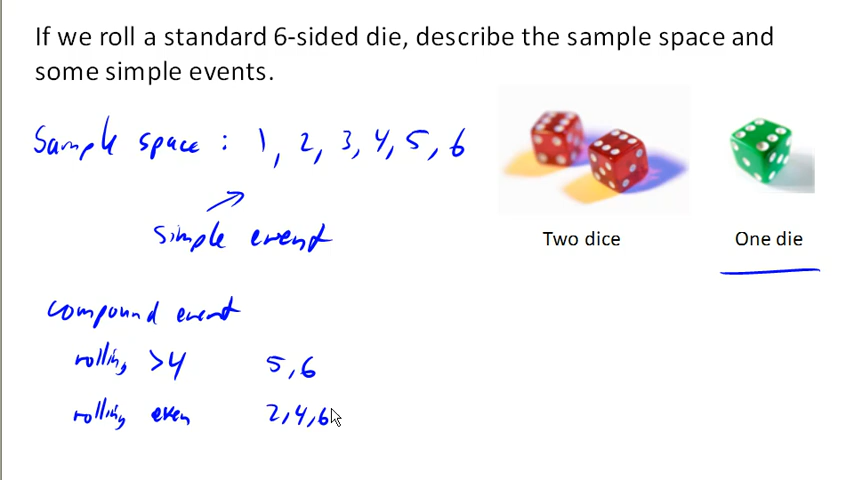 If we roll a standard 6-sided die, describe the sample space and
some simple events.
Sample space : 1, 2, 3, 4, 5, 6
simple event
Two dice
One die
compound event
rolling >4 5,6
rolling even 2,4,6